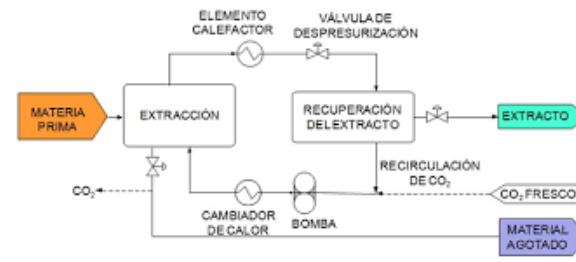 ELEMENTO
CALEFACTOR
VÁLVULA DE
DESPRESURIZACIÓN
MATERIA
PRIMA
EXTRACCIÓN
RECUPERACIÓN
DEL EXTRACTO
EXTRACTO
RECIRCULACIÓN
DE CO₂
CO₂
CO₂ FRESCO
CAMBIADOR
DE CALOR
BOMBA
MATERIAL
AGOTADO